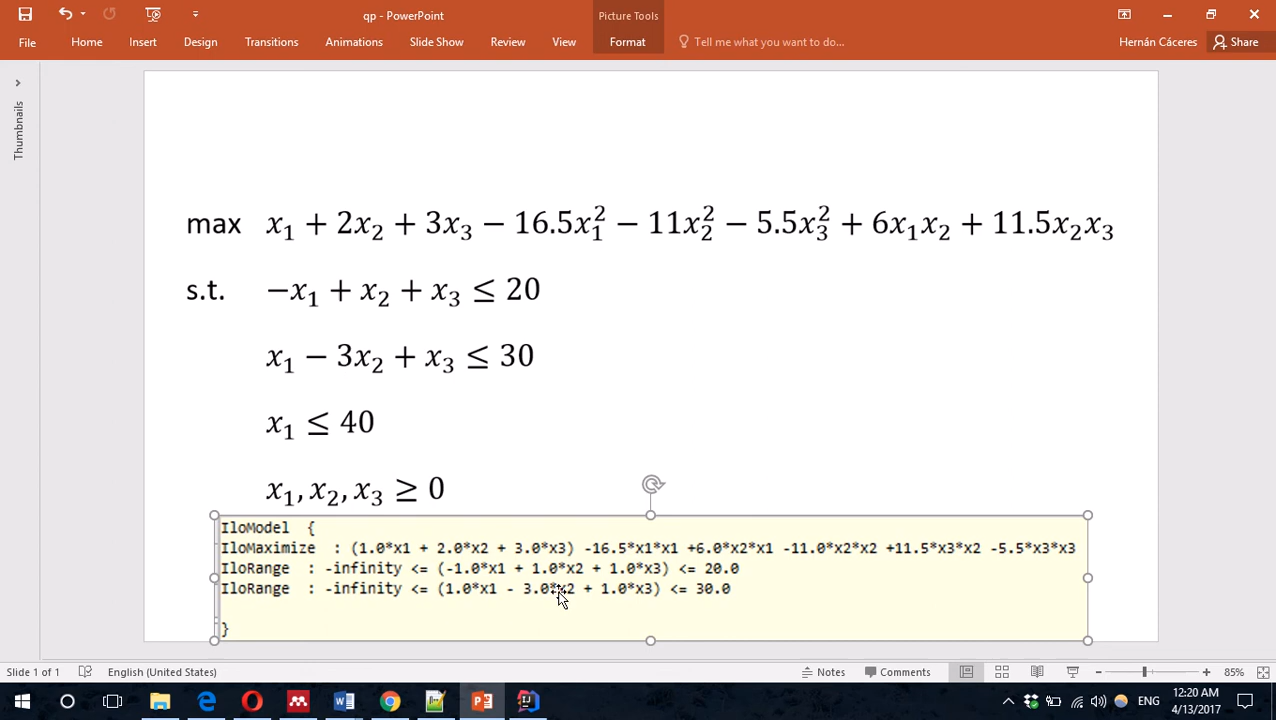 qp - PowerPoint
Picture Tools
File Home Insert Design Transitions Animations Slide Show Review View Format Tell me what you want to do... Hernán Cáceres Share
Thumbnails
max x₁ + 2x₂ + 3x₃ − 16.5x₁² − 11x₂² − 5.5x₃² + 6x₁x₂ + 11.5x₂x₃
s.t. −x₁ + x₂ + x₃ ≤ 20
x₁ − 3x₂ + x₃ ≤ 30
x₁ ≤ 40
x₁, x₂, x₃ ≥ 0
IloModel {
IloMaximize : (1.0*x1 + 2.0*x2 + 3.0*x3) -16.5*x1*x1 +6.0*x2*x1 -11.0*x2*x2 +11.5*x3*x2 -5.5*x3*x3
IloRange : -infinity <= (-1.0*x1 + 1.0*x2 + 1.0*x3) <= 20.0
IloRange : -infinity <= (1.0*x1 - 3.0*x2 + 1.0*x3) <= 30.0
}
Slide 1 of 1 English (United States) Notes Comments 85%
ENG
12:20 AM
4/13/2017